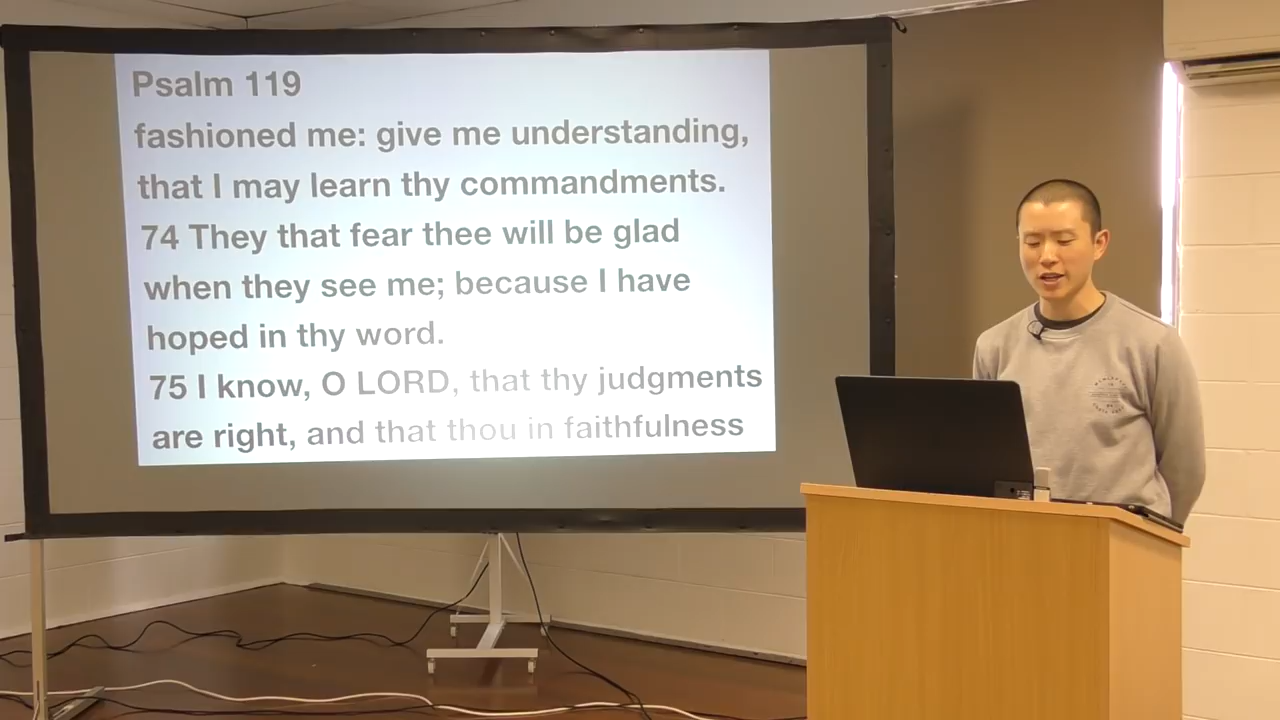 Psalm 119
fashioned me: give me understanding,
that I may learn thy commandments.
74 They that fear thee will be glad
when they see me; because I have
hoped in thy word.
75 I know, O LORD, that thy judgments
are right, and that thou in faithfulness